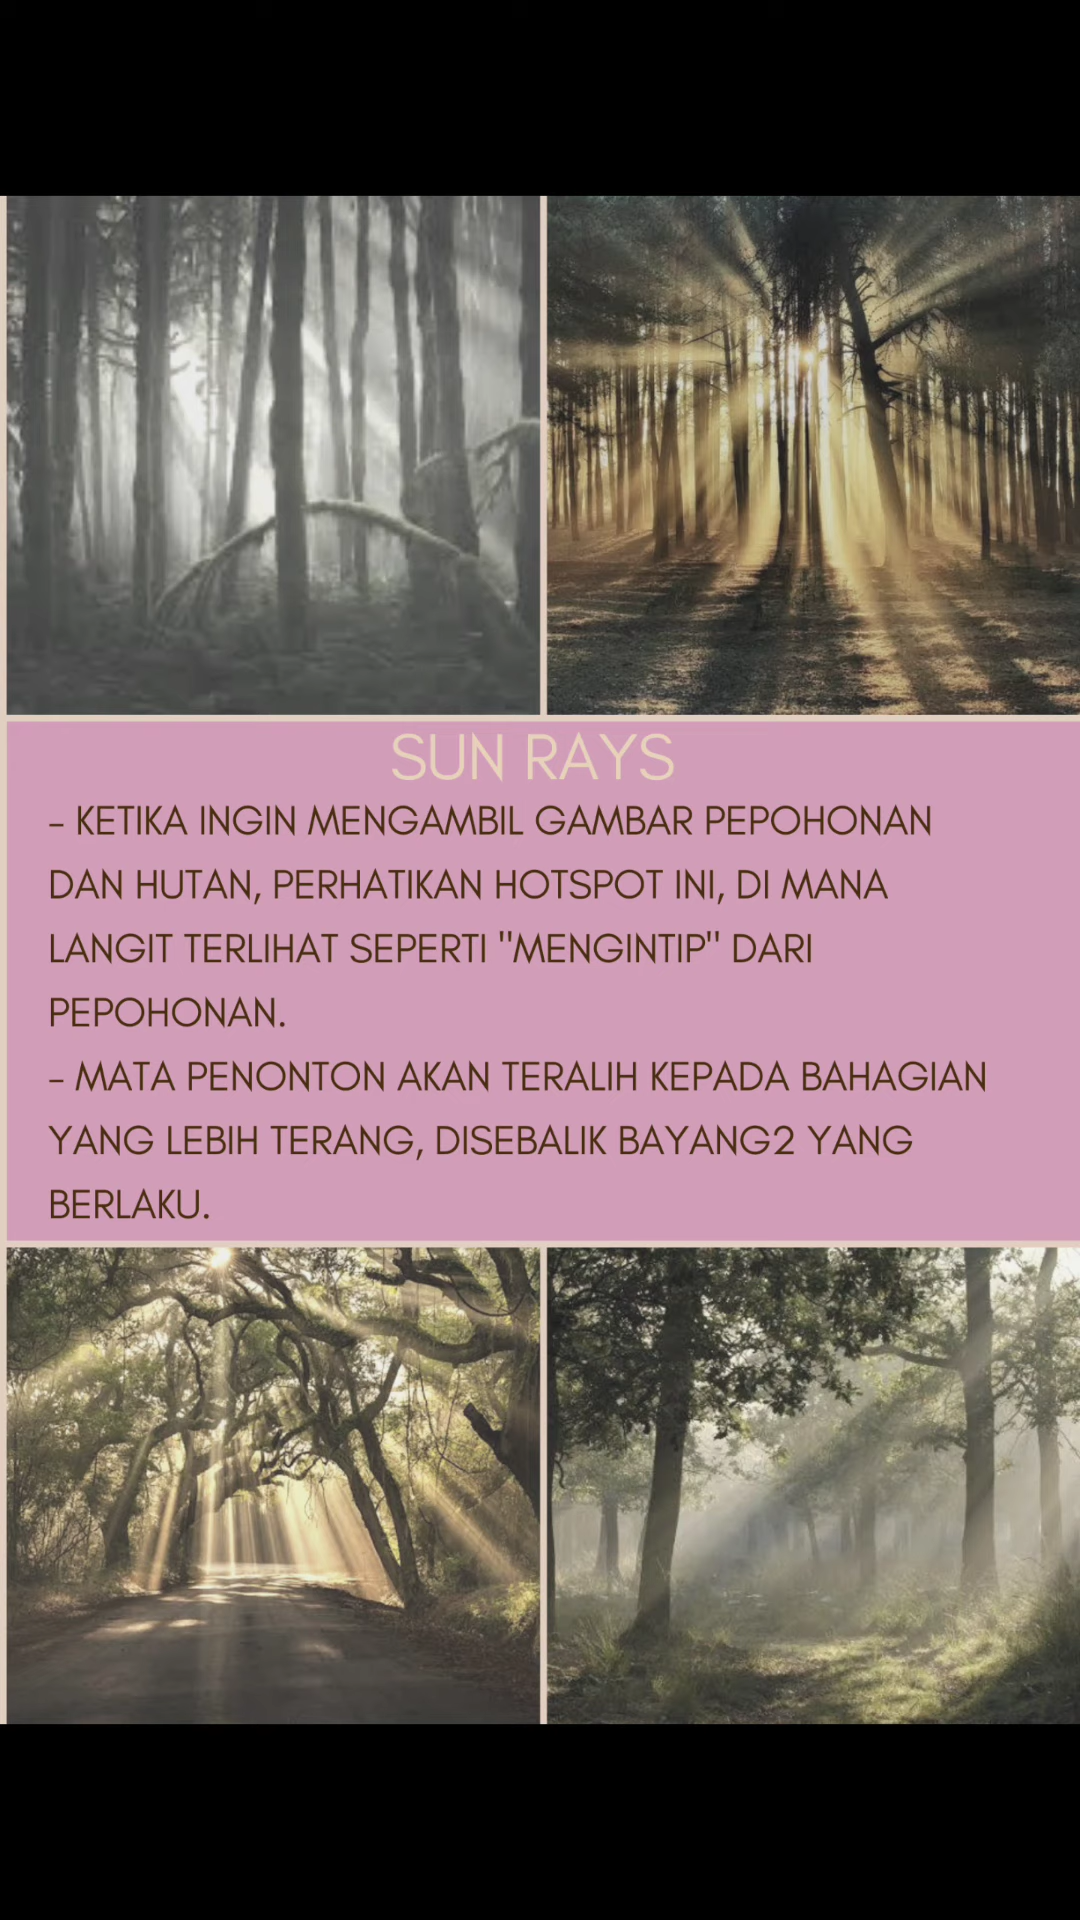 SUN RAYS
- KETIKA INGIN MENGAMBIL GAMBAR PEPOHONAN
DAN HUTAN, PERHATIKAN HOTSPOT INI, DI MANA
LANGIT TERLIHAT SEPERTI "MENGINTIP" DARI
PEPOHONAN.
- MATA PENONTON AKAN TERALIH KEPADA BAHAGIAN
YANG LEBIH TERANG, DISEBALIK BAYANG2 YANG
BERLAKU.